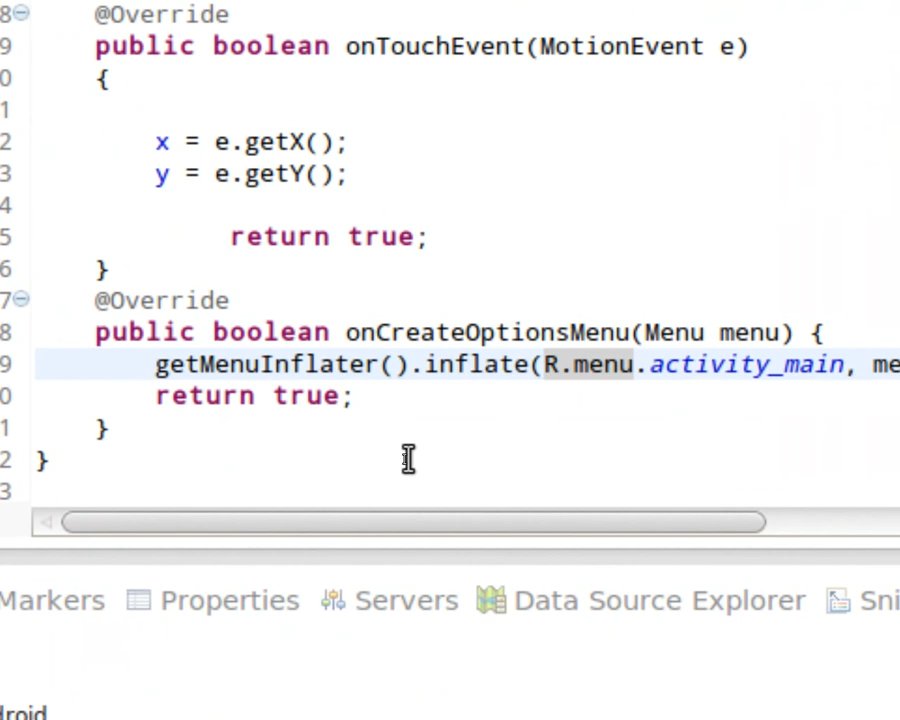 8 @Override
9 public boolean onTouchEvent(MotionEvent e)
0 {
1
2 x = e.getX();
3 y = e.getY();
4
5 return true;
6 }
7 @Override
8 public boolean onCreateOptionsMenu(Menu menu) {
9 getMenuInflater().inflate(R.menu.activity_main, me
0 return true;
1 }
2 }
3
Markers Properties Servers Data Source Explorer Sni
droid